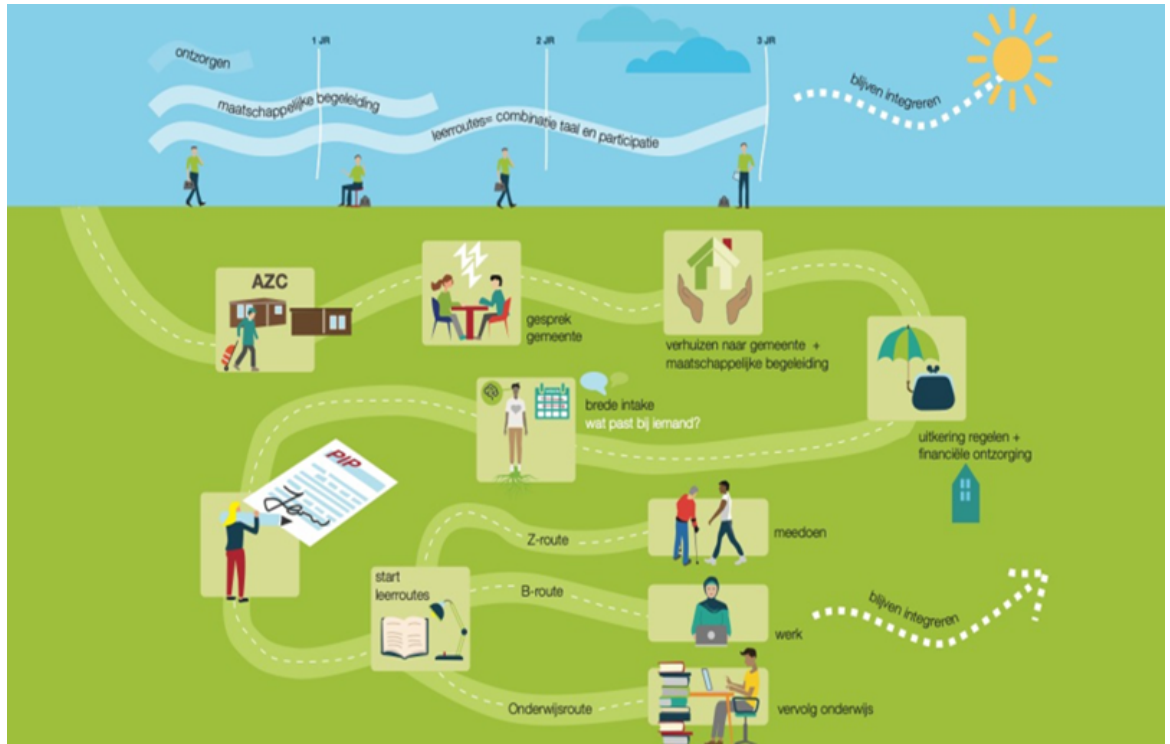 1 JR
2 JR
3 JR
ontzorgen
maatschappelijke begeleiding
leerroutes= combinatie taal en participatie
blijven integreren
AZC
gesprek
gemeente
verhuizen naar gemeente +
maatschappelijke begeleiding
uitkering regelen +
financiële ontzorging
brede intake
wat past bij iemand?
PIP
start
leerroutes
Z-route
meedoen
B-route
werk
blijven integreren
Onderwijsroute
vervolg onderwijs